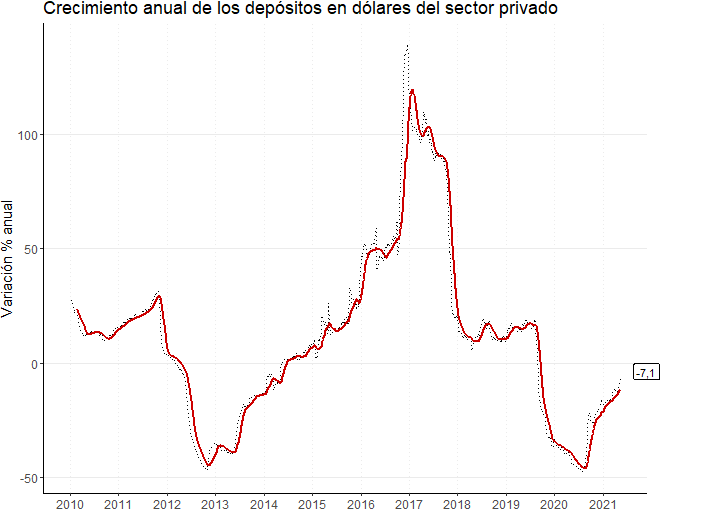 Crecimiento anual de los depósitos en dólares del sector privado
Variación % anual
100
50
0
-50
-7,1
2010 2011 2012 2013 2014 2015 2016 2017 2018 2019 2020 2021